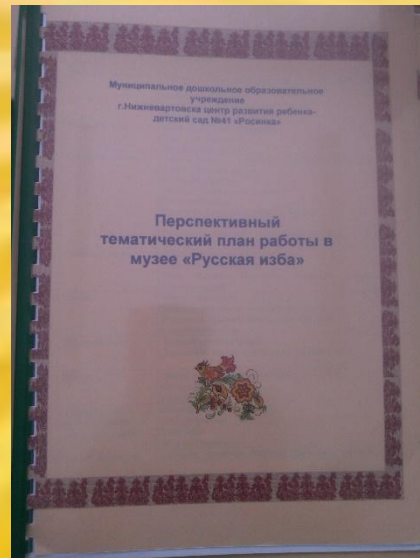 Муниципальное дошкольное образовательное
учреждение
г.Нижневартовска центр развития ребенка-
детский сад №41 «Росинка»
Перспективный
тематический план работы в
музее «Русская изба»